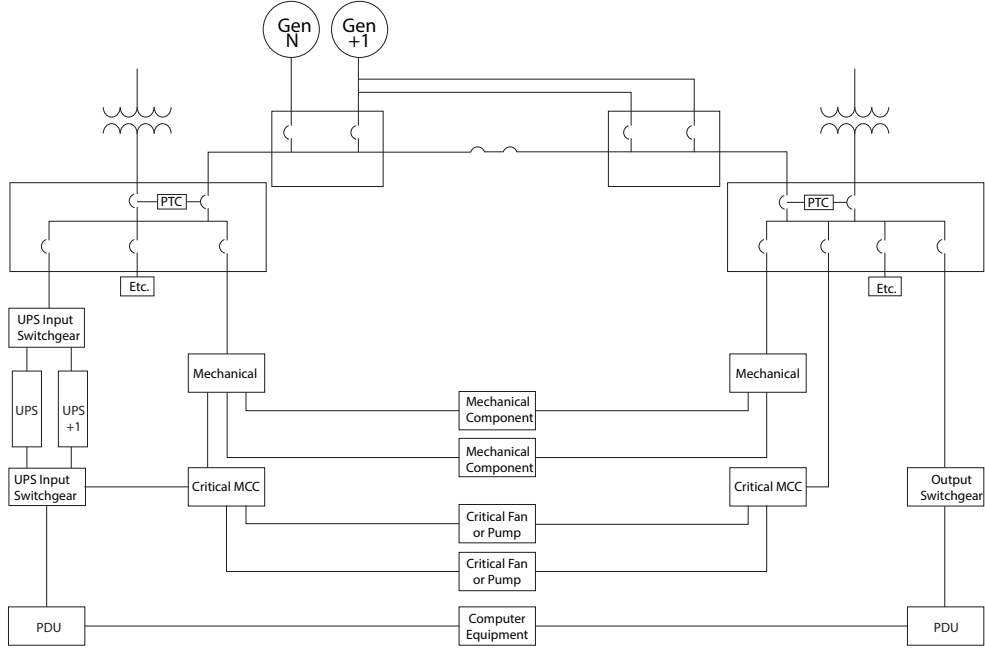 Gen
N
Gen
+1
PTC
PTC
Etc.
Etc.
UPS Input
Switchgear
Mechanical
Mechanical
UPS
UPS
+1
Mechanical
Component
Mechanical
Component
UPS Input
Switchgear
Critical MCC
Critical MCC
Output
Switchgear
Critical Fan
or Pump
Critical Fan
or Pump
PDU
Computer
Equipment
PDU